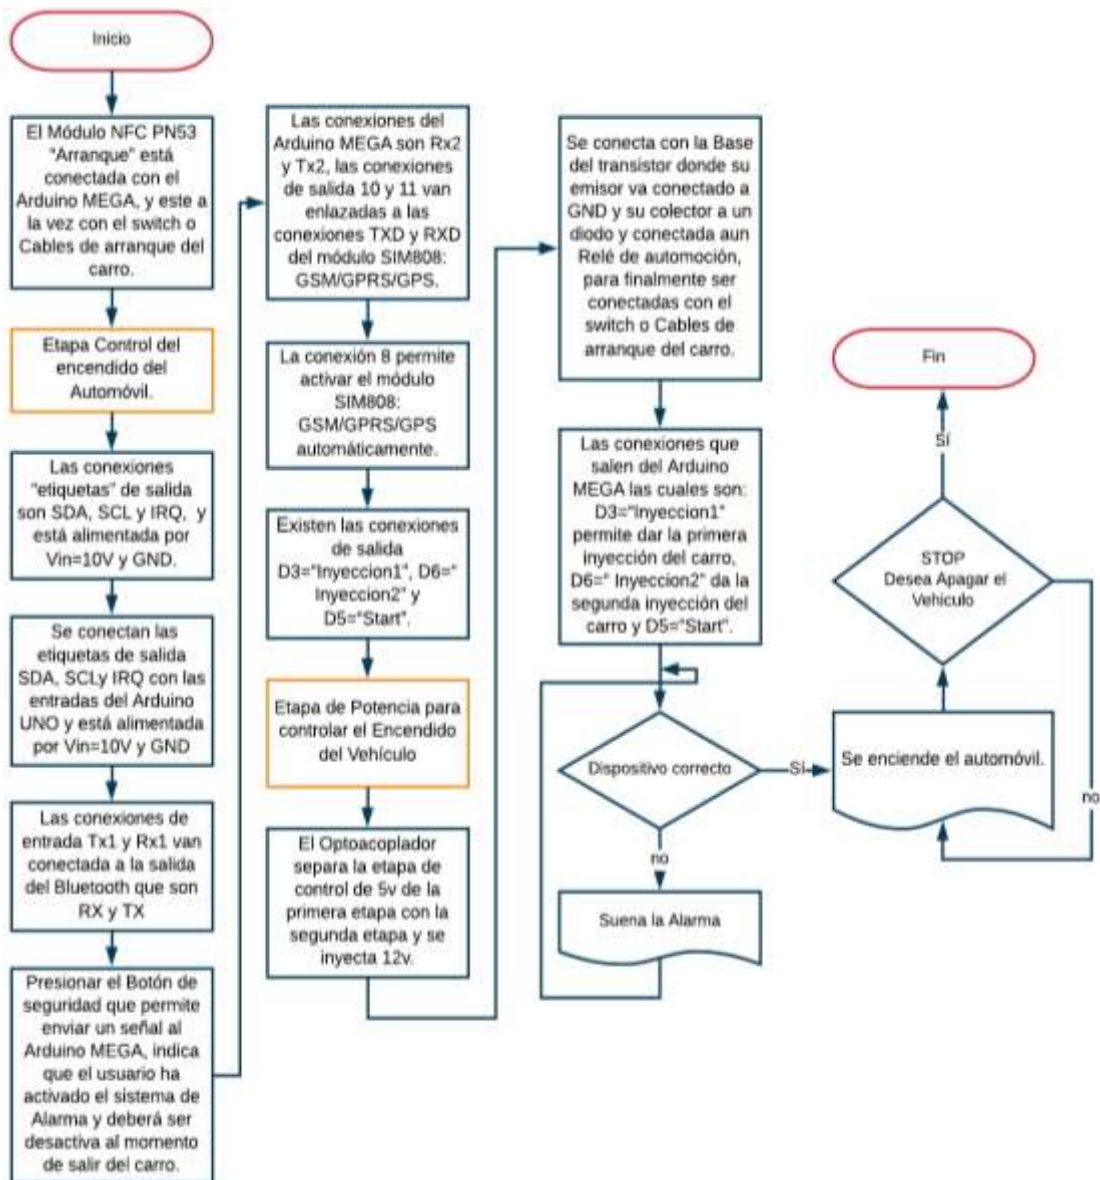 Inicio
El Módulo NFC PN53
"Arranque" está
conectada con el
Arduino MEGA, y este a
la vez con el switch o
Cables de arranque del
carro.
Etapa Control del
encendido del
Automóvil.
Las conexiones
"etiquetas" de salida
son SDA, SCL y IRQ, y
está alimentada por
Vin=10V y GND.
Se conectan las
etiquetas de salida
SDA, SCLy IRQ con las
entradas del Arduino
UNO y está alimentada
por Vin=10V y GND
Las conexiones de
entrada Tx1 y Rx1 van
conectada a la salida
del Bluetooth que son
RX y TX
Presionar el Botón de
seguridad que permite
enviar un señal al
Arduino MEGA, indica
que el usuario ha
activado el sistema de
Alarma y deberá ser
desactiva al momento
de salir del carro.
Las conexiones del
Arduino MEGA son Rx2
y Tx2, las conexiones
de salida 10 y 11 van
enlazadas a las
conexiones TXD y RXD
del módulo SIM808:
GSM/GPRS/GPS.
La conexión 8 permite
activar el módulo
SIM808:
GSM/GPRS/GPS
automáticamente.
Existen las conexiones
de salida
D3="Inyeccion1", D6="
Inyeccion2" y
D5="Start".
Etapa de Potencia para
controlar el Encendido
del Vehículo
El Optoacoplador
separa la etapa de
control de 5v de la
primera etapa con la
segunda etapa y se
inyecta 12v.
Se conecta con la Base
del transistor donde su
emisor va conectado a
GND y su colector a un
diodo y conectada aun
Relé de automoción,
para finalmente ser
conectadas con el
switch o Cables de
arranque del carro.
Las conexiones que
salen del Arduino
MEGA las cuales son:
D3="Inyeccion1"
permite dar la primera
inyección del carro,
D6=" Inyeccion2" da la
segunda inyección del
carro y D5="Start".
Dispositivo correcto
Sí
no
Suena la Alarma
Se enciende el automóvil.
STOP
Desea Apagar el
Vehículo
no
Sí
Fin